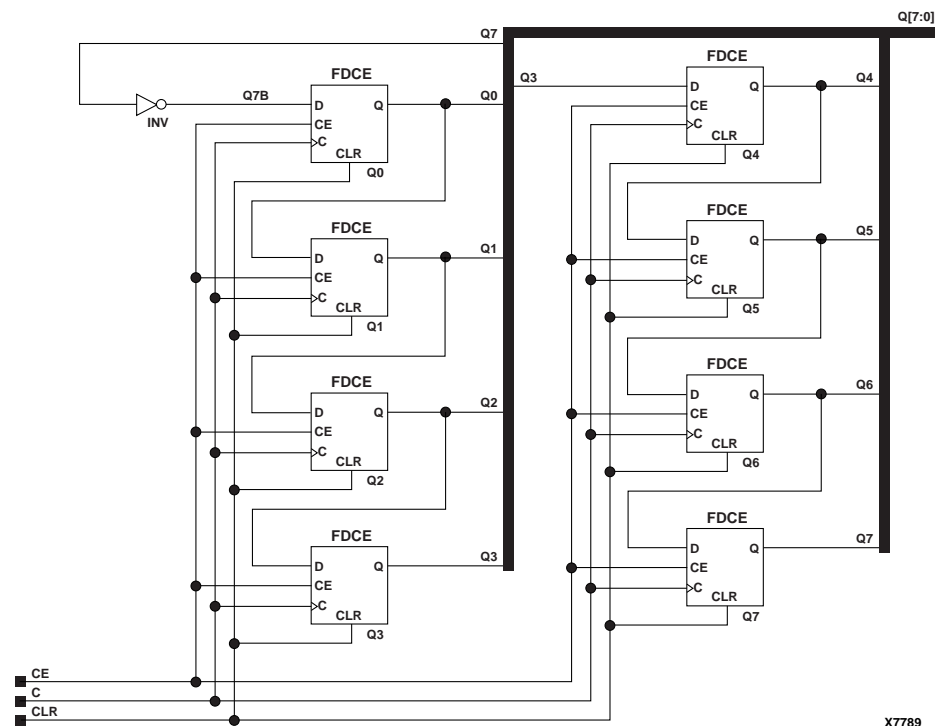 Q[7:0]
Q7
FDCE
Q7B
INV
D
Q
CE
C
CLR
Q0
Q0
FDCE
D
Q
CE
C
CLR
Q1
Q1
FDCE
D
Q
CE
C
CLR
Q2
Q2
FDCE
D
Q
CE
C
CLR
Q3
Q3
FDCE
Q3
D
Q
CE
C
CLR
Q4
Q4
FDCE
D
Q
CE
C
CLR
Q5
Q5
FDCE
D
Q
CE
C
CLR
Q6
Q6
FDCE
D
Q
CE
C
CLR
Q7
Q7
CE
C
CLR
X7789